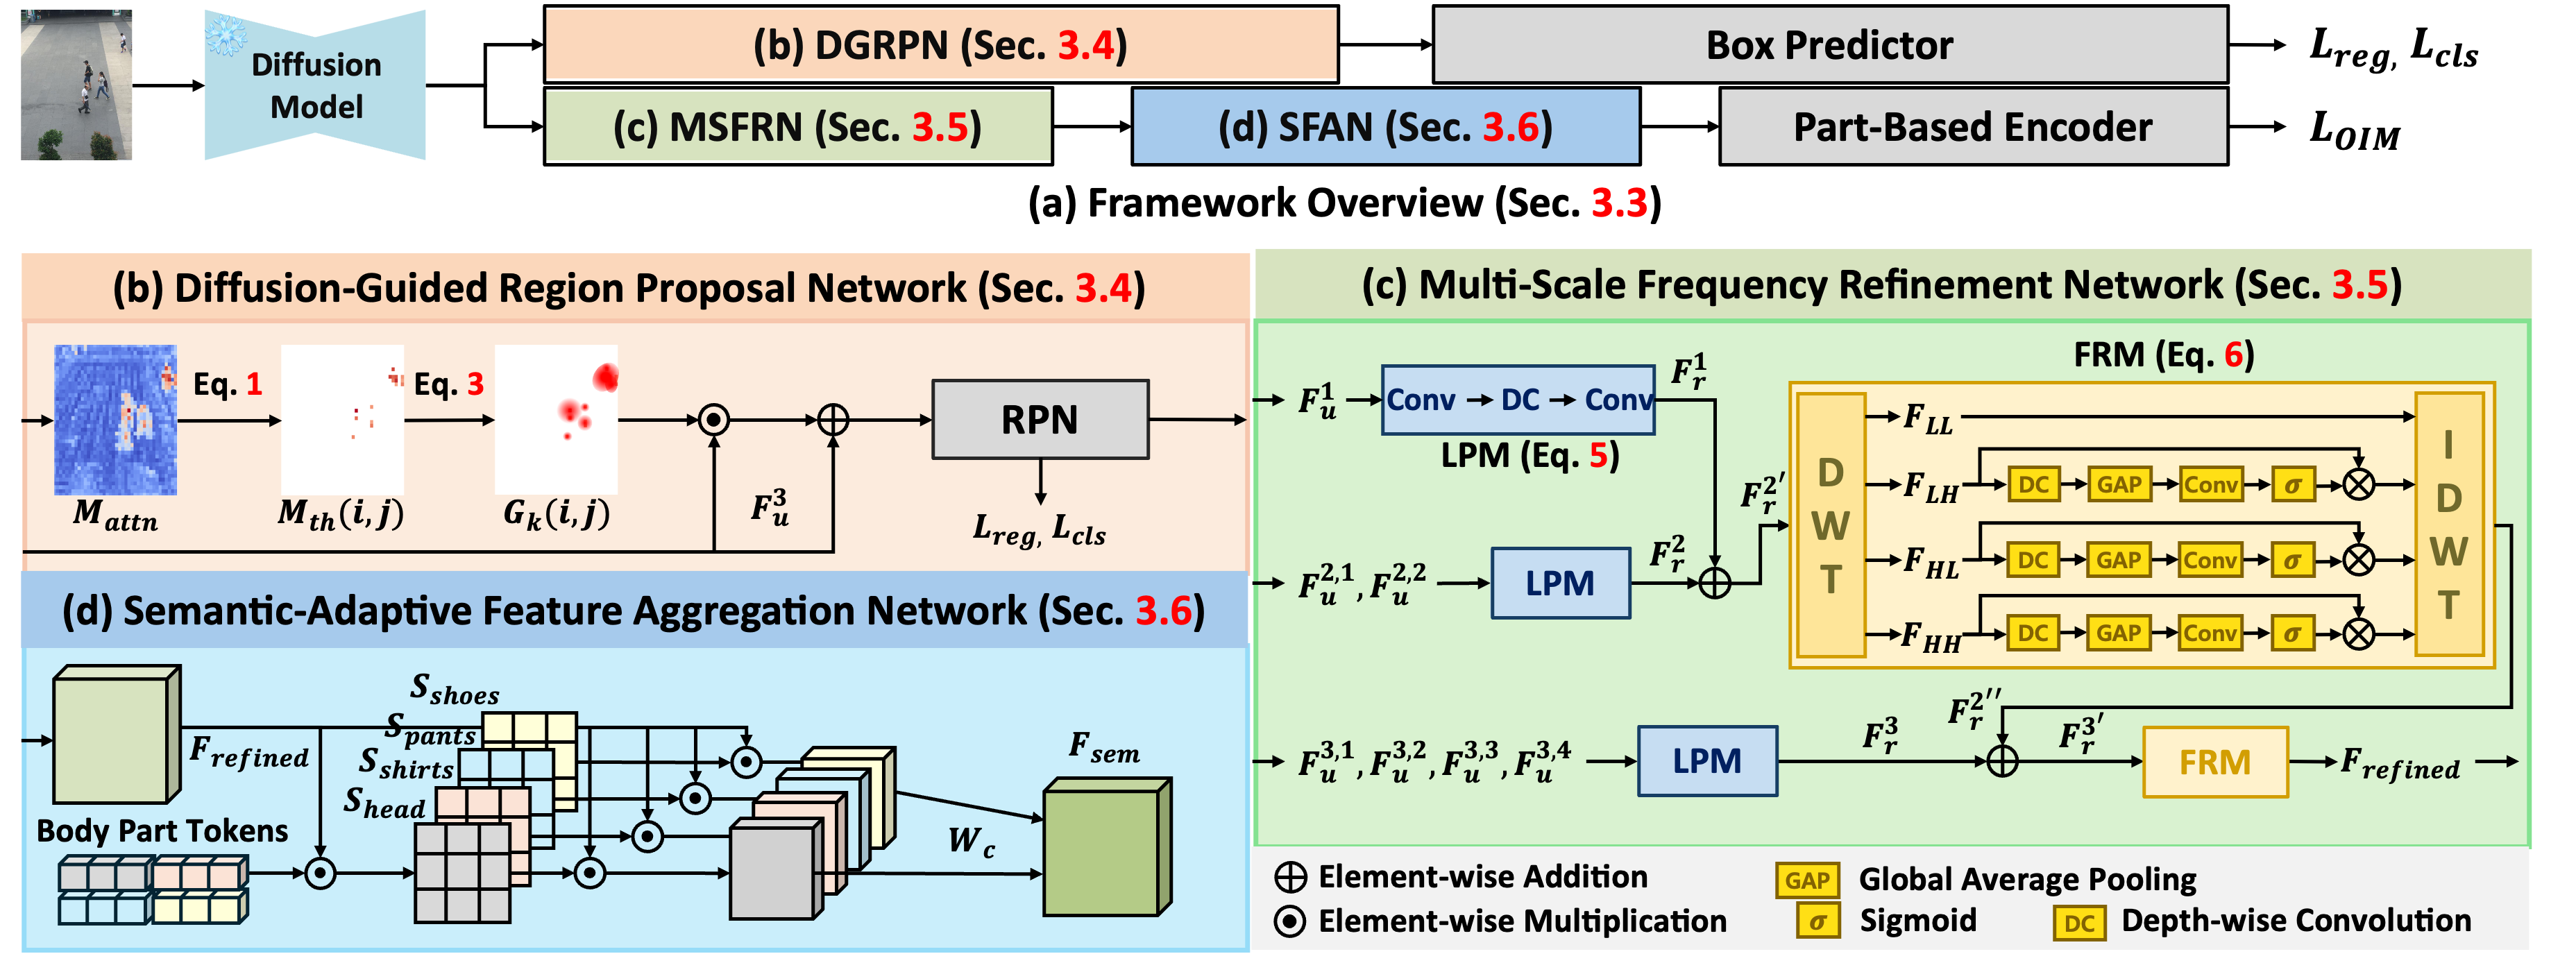 Diffusion
Model
(b) DGRPN (Sec. 3.4)
Box Predictor
L_{reg}, L_{cls}
(c) MSFRN (Sec. 3.5)
(d) SFAN (Sec. 3.6)
Part-Based Encoder
L_{OIM}
(a) Framework Overview (Sec. 3.3)
(b) Diffusion-Guided Region Proposal Network (Sec. 3.4)
Eq. 1
Eq. 3
RPN
M_{attn}
M_{th}(i,j)
G_k(i,j)
F_u^3
L_{reg}, L_{cls}
(d) Semantic-Adaptive Feature Aggregation Network (Sec. 3.6)
S_{shoes}
S_{pants}
S_{shirts}
S_{head}
F_{refined}
Body Part Tokens
F_{sem}
W_c
(c) Multi-Scale Frequency Refinement Network (Sec. 3.5)
FRM (Eq. 6)
F_u^1
Conv → DC → Conv
F_r^1
LPM (Eq. 5)
F_r^{2'}
F_u^{2,1}, F_u^{2,2}
LPM
F_r^2
DWT
F_{LL}
F_{LH}
DC GAP Conv σ
F_{HL}
DC GAP Conv σ
F_{HH}
DC GAP Conv σ
IDWT
F_u^{3,1}, F_u^{3,2}, F_u^{3,3}, F_u^{3,4}
LPM
F_r^3
F_r^{2''}
F_r^{3'}
FRM
F_{refined}
⊕ Element-wise Addition
GAP Global Average Pooling
⊙ Element-wise Multiplication
σ Sigmoid
DC Depth-wise Convolution